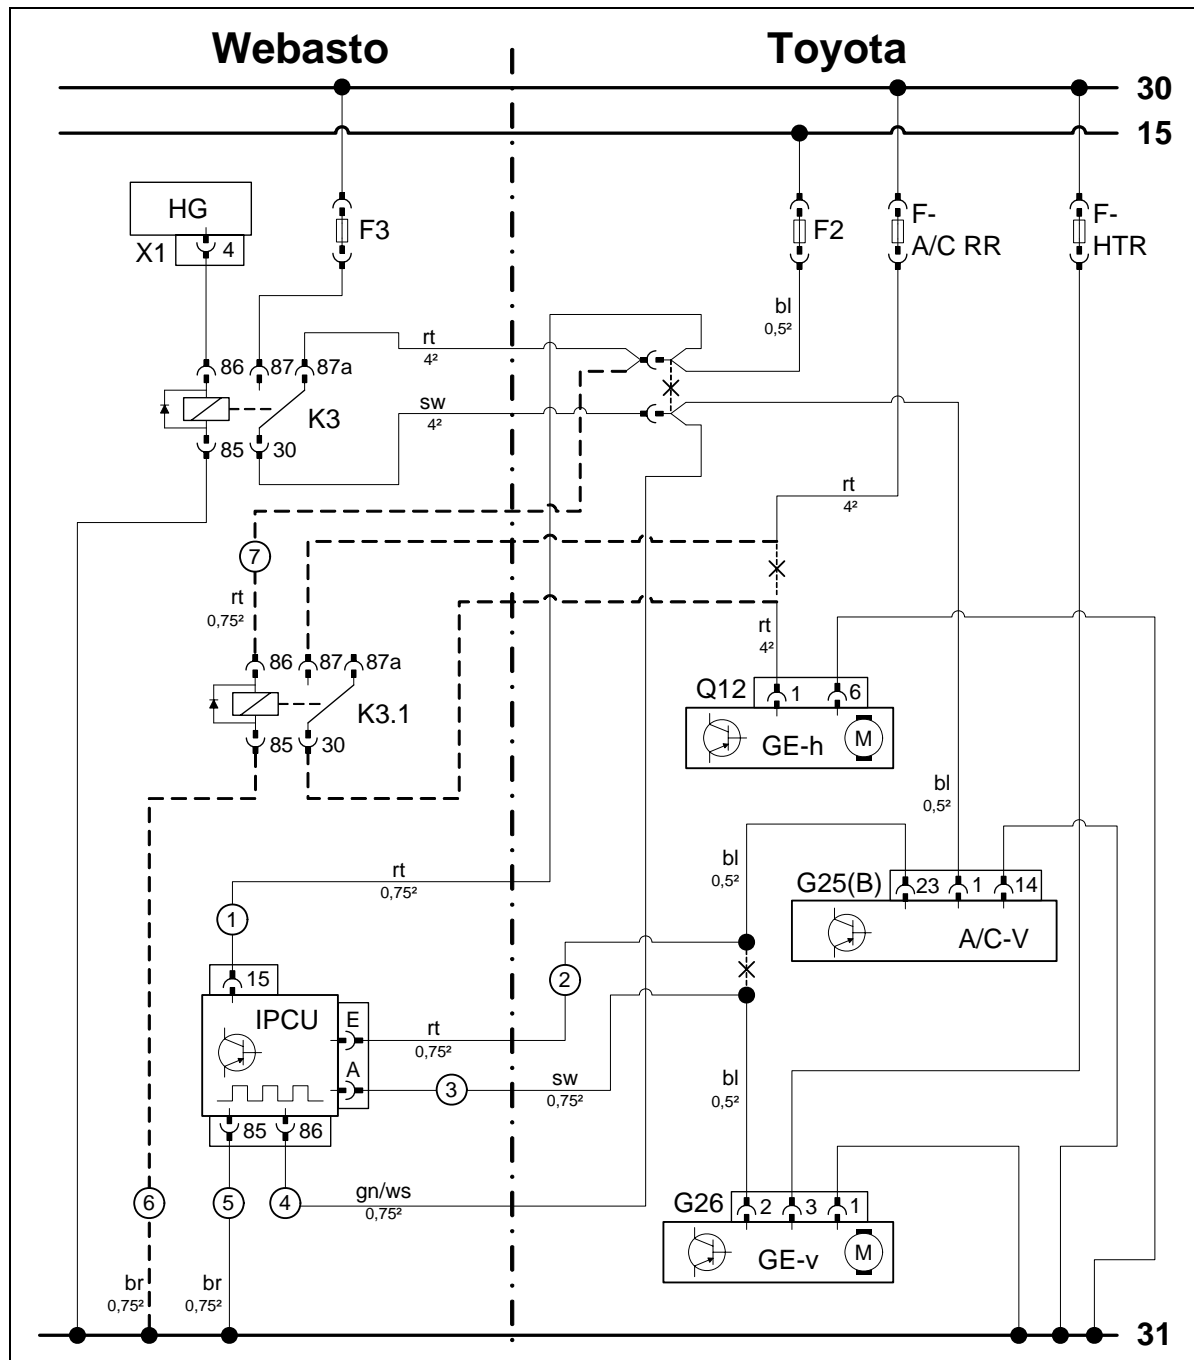 Webasto Toyota
30
15
HG
X1 4
F3
F2
F-
A/C RR
F-
HTR
bl
0,5²
rt
4²
86 87 87a
K3
sw
4²
85 30
rt
4²
7
rt
0,75²
rt
4²
86 87 87a
K3.1
85 30
Q12 1 6
GE-h M
bl
0,5²
bl
0,5²
rt
0,75²
G25(B) 23 1 14
A/C-V
1
2
15
IPCU E
rt
0,75²
A
3
sw
0,75²
bl
0,5²
85 86
6 5 4
gn/ws
0,75²
G26 2 3 1
GE-v M
br
0,75²
br
0,75²
31